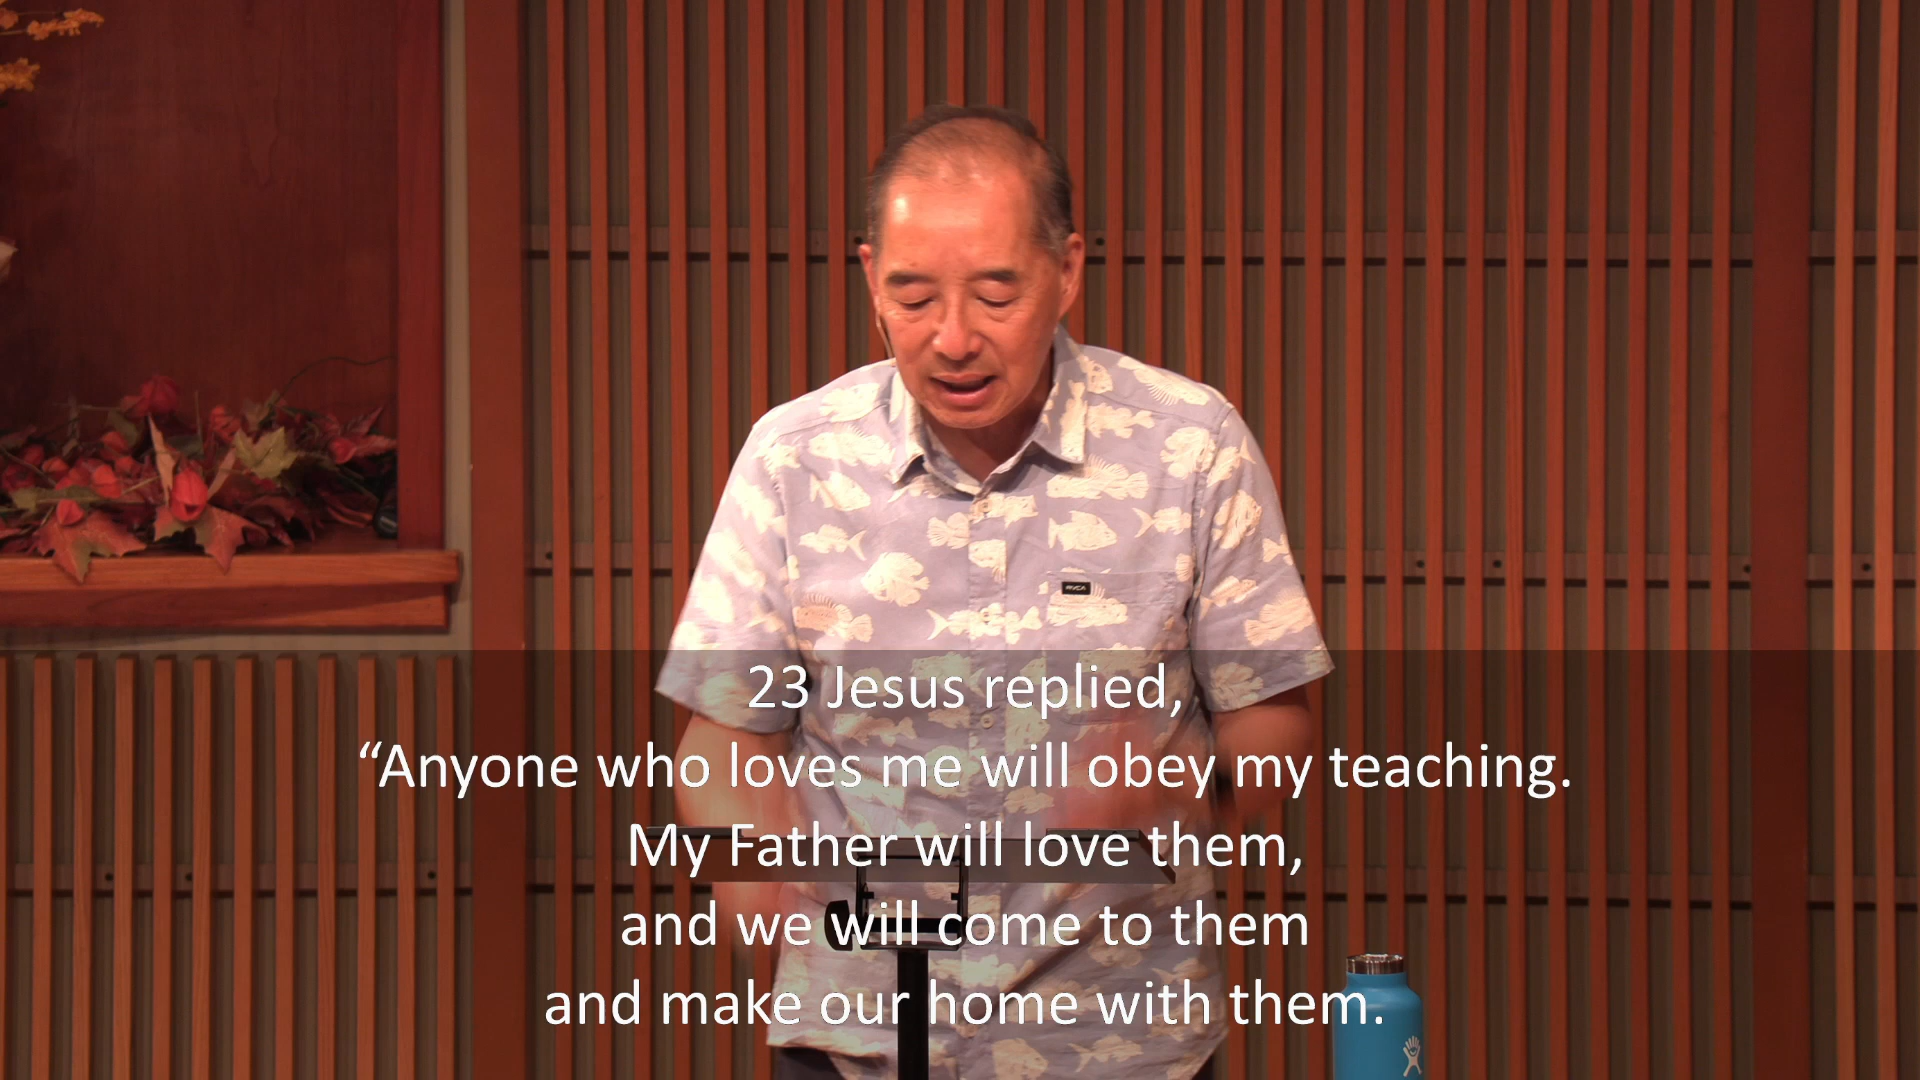 RVCA
23 Jesus replied,
“Anyone who loves me will obey my teaching.
My Father will love them,
and we will come to them
and make our home with them.